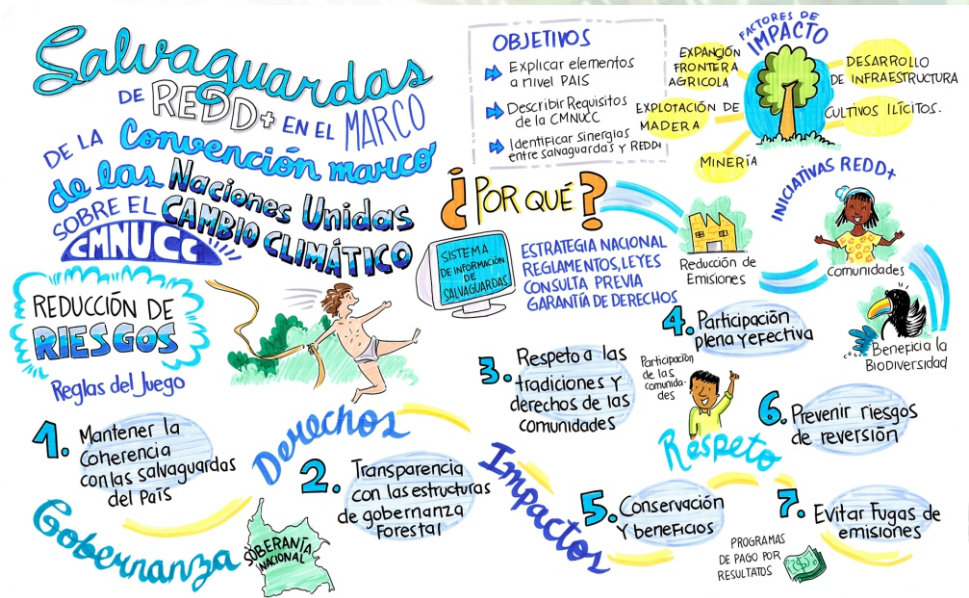 Salvaguardas
DE REDD+ EN EL MARCO
DE LA Convención marco
de las Naciones Unidas
SOBRE EL CAMBIO CLIMÁTICO
CMNUCC
OBJETIVOS
Explicar elementos
a nivel PAIS
Describir Requisitos
de la CMNUCC
Identificar sinergias
entre salvaguardas y REDD+
FACTORES DE
IMPACTO
EXPANCIÓN
FRONTERA
AGRICOLA
EXPLOTACIÓN DE
MADERA
MINERÍA
DESARROLLO
DE INFRAESTRUCTURA
CULTIVOS ILÍCITOS.
¿POR QUÉ?
SISTEMA
DE INFORMACIÓN
DE
SALVAGUARDAS
ESTRATEGIA NACIONAL
REGLAMENTOS, LEYES
CONSULTA PREVIA
GARANTÍA DE DERECHOS
INICIATIVAS REDD+
Reducción de
Emisiones
Comunidades
Beneficia la
Biodiversidad
REDUCCIÓN DE
RIESGOS
Reglas del Juego
1. Mantener la
Coherencia
con las salvaguardas
del País
Gobernanza
SOBERANÍA
NACIONAL
Derechos
2. Transparencia
con las estructuras
de gobernanza
Forestal
3. Respeto a las
tradiciones y
derechos de las
comunidades
4. Participación
plena y efectiva
Participación
de las
comunida-
des
Respeto
Impactos
5. Conservación
Y beneficios
6. Prevenir riesgos
de reversión
7. Evitar Fugas de
emisiones
PROGRAMAS
DE PAGO POR
RESULTADOS